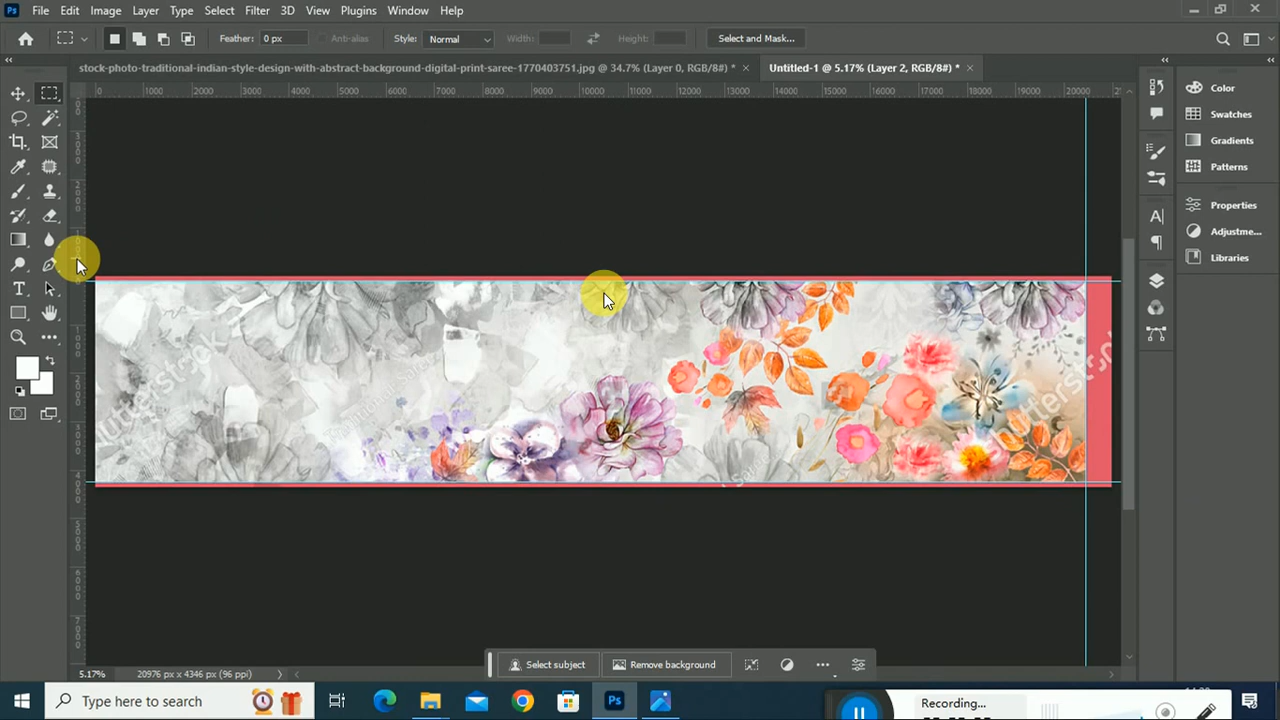 Ps File Edit Image Layer Type Select Filter 3D View Plugins Window Help
Feather: 0 px Anti-alias Style: Normal Width: Height: Select and Mask...
stock-photo-traditional-indian-style-design-with-abstract-background-digital-print-saree-1770403751.jpg @ 34.7% (Layer 0, RGB/8#) * × Untitled-1 @ 5.17% (Layer 2, RGB/8#) * ×
0 1000 2000 3000 4000 5000 6000 7000 8000 9000 10000 11000 12000 13000 14000 15000 16000 17000 18000 19000 20000
Color
Swatches
Gradients
Patterns
Properties
Adjustme...
Libraries
Select subject Remove background
5.17% 20976 px x 4346 px (96 ppi)
Type here to search
Ps
Recording...